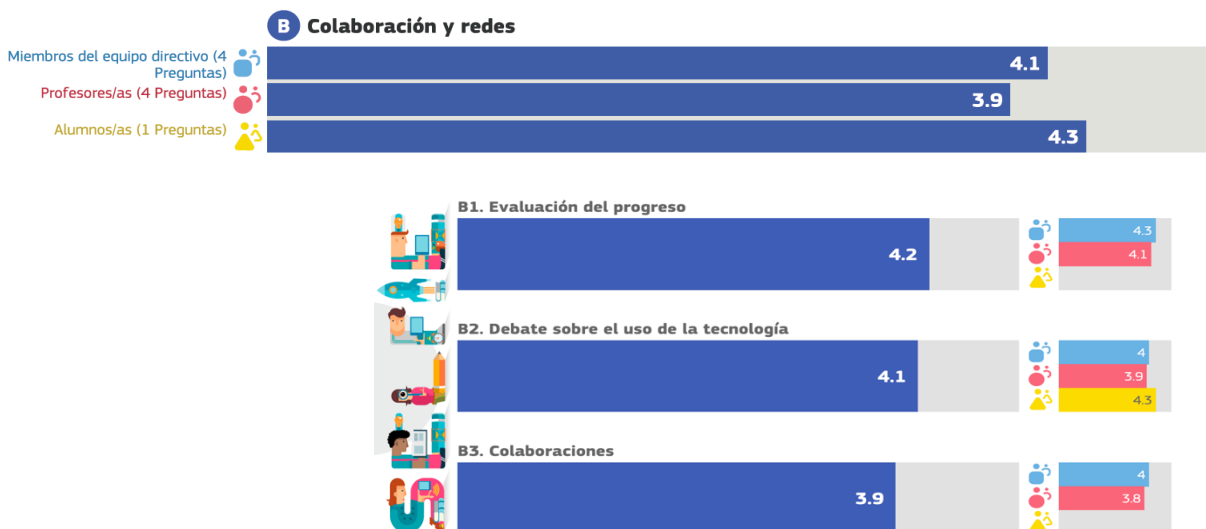 B Colaboración y redes
Miembros del equipo directivo (4
Preguntas)
4.1
Profesores/as (4 Preguntas)
3.9
Alumnos/as (1 Preguntas)
4.3
B1. Evaluación del progreso
4.2
4.3
4.1
B2. Debate sobre el uso de la tecnología
4.1
4
3.9
4.3
B3. Colaboraciones
3.9
4
3.8